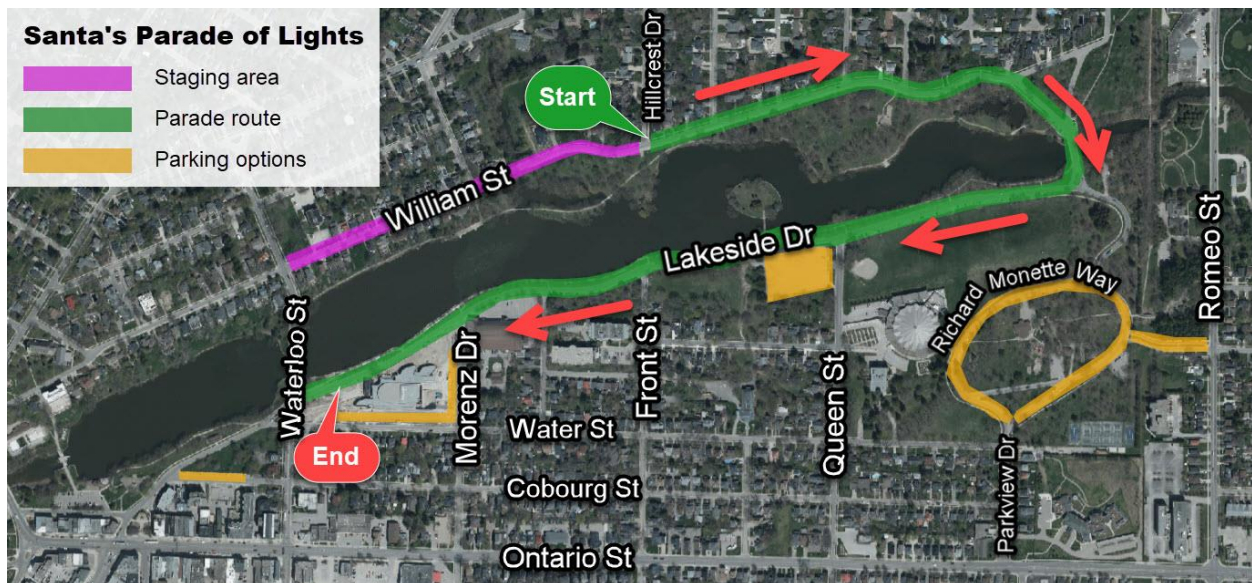 Santa's Parade of Lights
Staging area
Parade route
Parking options
Start
Hillcrest Dr
William St
Lakeside Dr
Romeo St
Richard Monette Way
Waterloo St
Morenz Dr
Front St
Queen St
Parkview Dr
Water St
End
Cobourg St
Ontario St